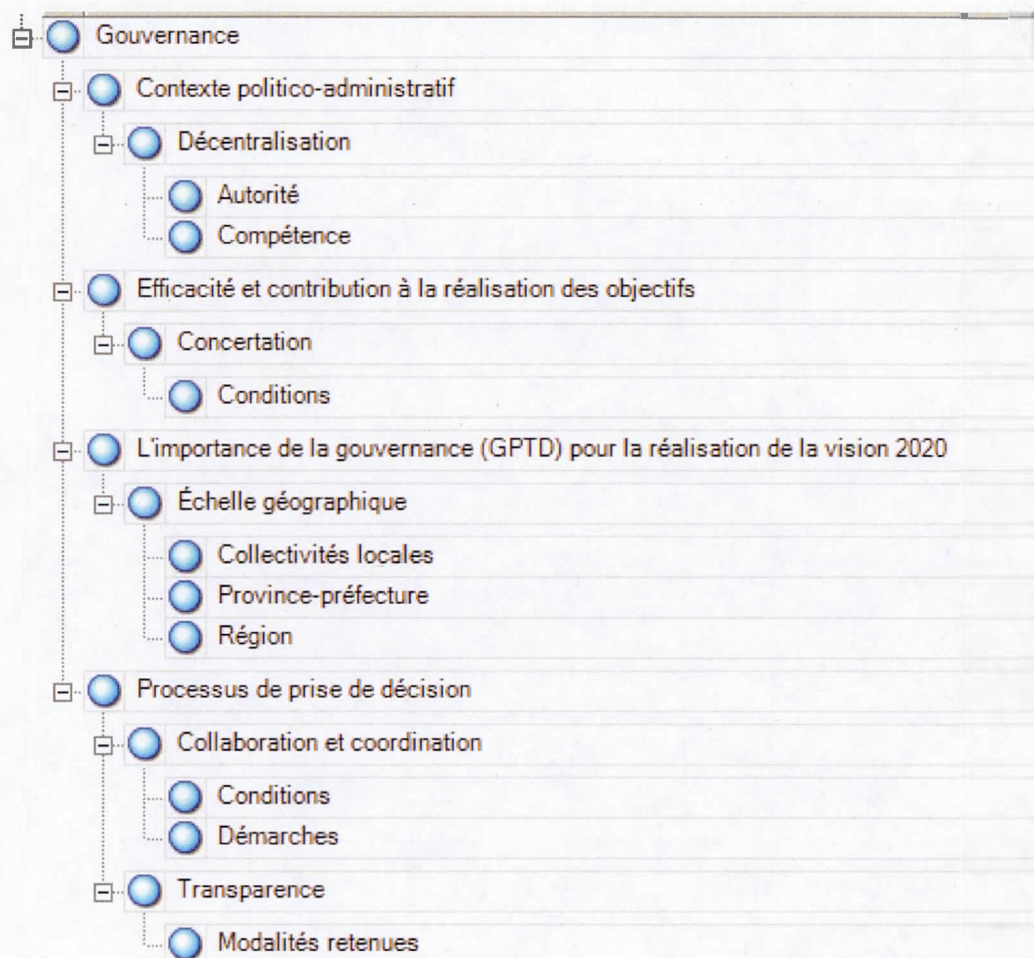 Gouvernance
Contexte politico-administratif
Décentralisation
Autorité
Compétence
Efficacité et contribution à la réalisation des objectifs
Concertation
Conditions
L'importance de la gouvernance (GPTD) pour la réalisation de la vision 2020
Échelle géographique
Collectivités locales
Province-préfecture
Région
Processus de prise de décision
Collaboration et coordination
Conditions
Démarches
Transparence
Modalités retenues